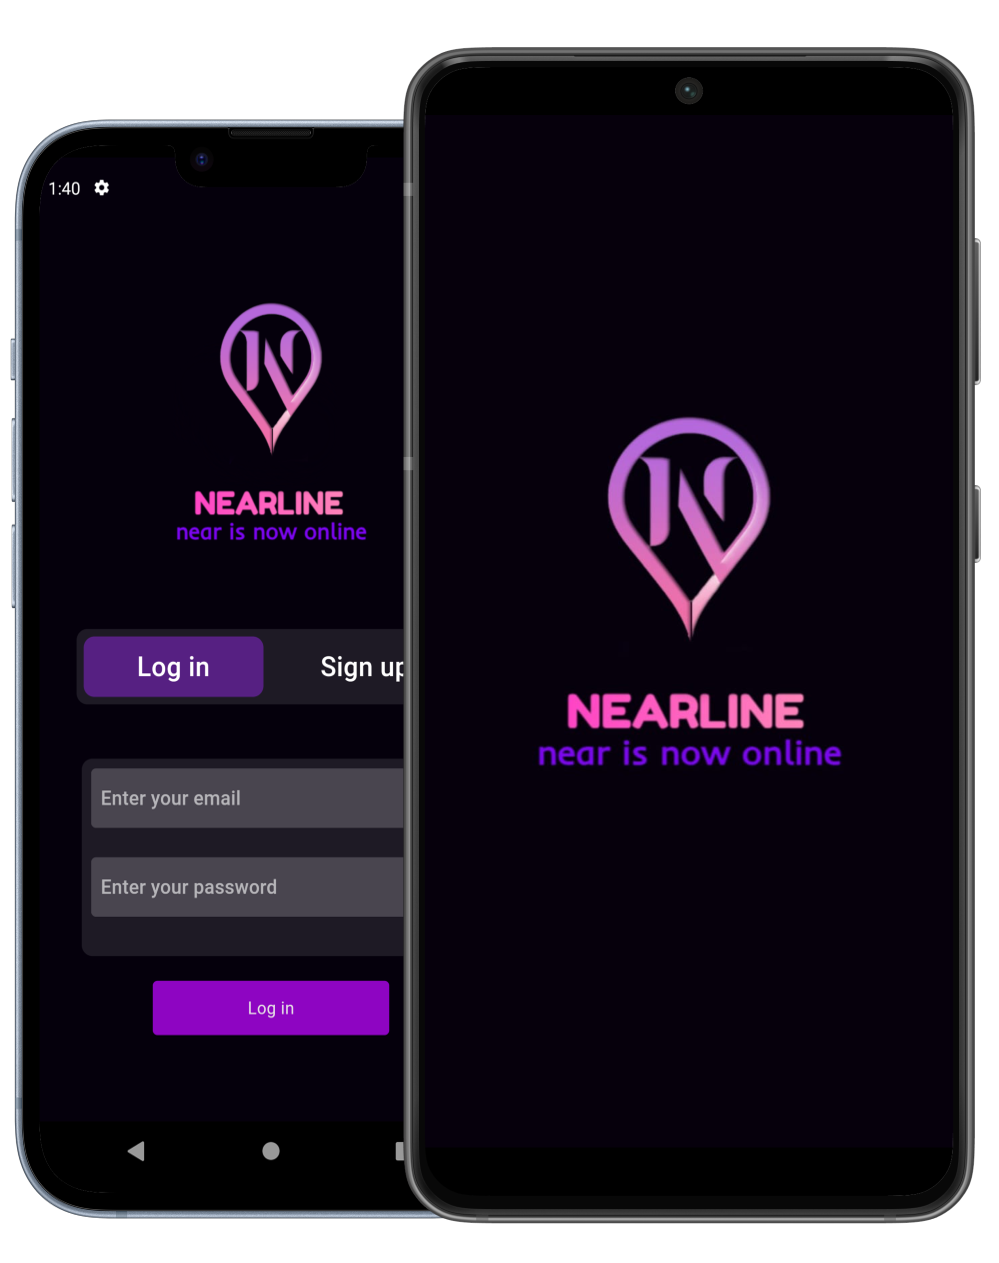 1:40
N
NEARLINE
near is now online
Log in
Sign up
Enter your email
Enter your password
Log in
N
NEARLINE
near is now online